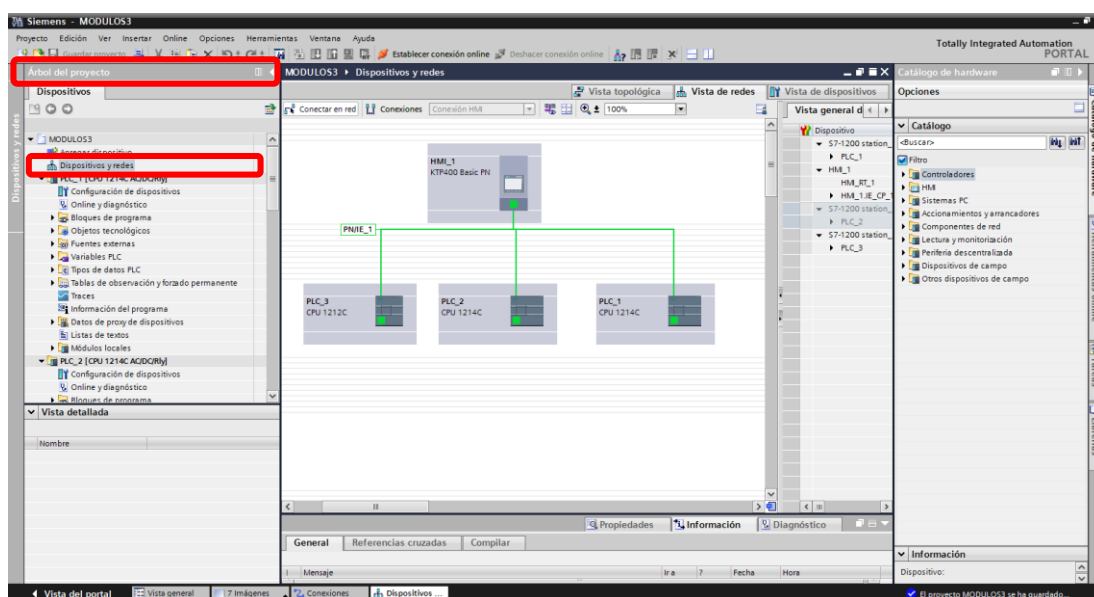 Siemens - MODULOS3
Proyecto Edición Ver Insertar Online Opciones Herramientas Ventana Ayuda
Guardar proyecto
Establecer conexión online
Deshacer conexión online
Totally Integrated Automation
PORTAL
Árbol del proyecto
MODULOS3 Dispositivos y redes
Catálogo de hardware
Dispositivos
Vista topológica
Vista de redes
Vista de dispositivos
Opciones
Conectar en red
Conexiones
Conexión HMI
100%
Vista general d
MODULOS3
Agregar dispositivo
Dispositivos y redes
PLC_1 [CPU 1214C AC/DC/Rly]
Configuración de dispositivos
Online y diagnóstico
Bloques de programa
Objetos tecnológicos
Fuentes externas
Variables PLC
Tipos de datos PLC
Tablas de observación y forzado permanente
Traces
Información del programa
Datos de proxy de dispositivos
Listas de textos
Módulos locales
PLC_2 [CPU 1214C AC/DC/Rly]
Configuración de dispositivos
Online y diagnóstico
Bloques de programa
Vista detallada
Nombre
Dispositivos y redes
HMI_1
KTP400 Basic PN
PN/IE_1
PLC_3
CPU 1212C
PLC_2
CPU 1214C
PLC_1
CPU 1214C
Dispositivo
S7-1200 station_
PLC_1
HMI_1
HMI_RT_1
HMI_1.IE_CP_1
S7-1200 station_
PLC_2
S7-1200 station_
PLC_3
Catálogo
<Buscar>
Filtro
Controladores
HMI
Sistemas PC
Accionamientos y arrancadores
Componentes de red
Lectura y monitorización
Periferia descentralizada
Dispositivos de campo
Otros dispositivos de campo
Propiedades
Información
Diagnóstico
General
Referencias cruzadas
Compilar
! Mensaje Ir a ? Fecha Hora
Información
Dispositivo:
Vista del portal
Vista general
7 Imágenes
Conexiones
Dispositivos ...
El proyecto MODULOS3 se ha guardado...